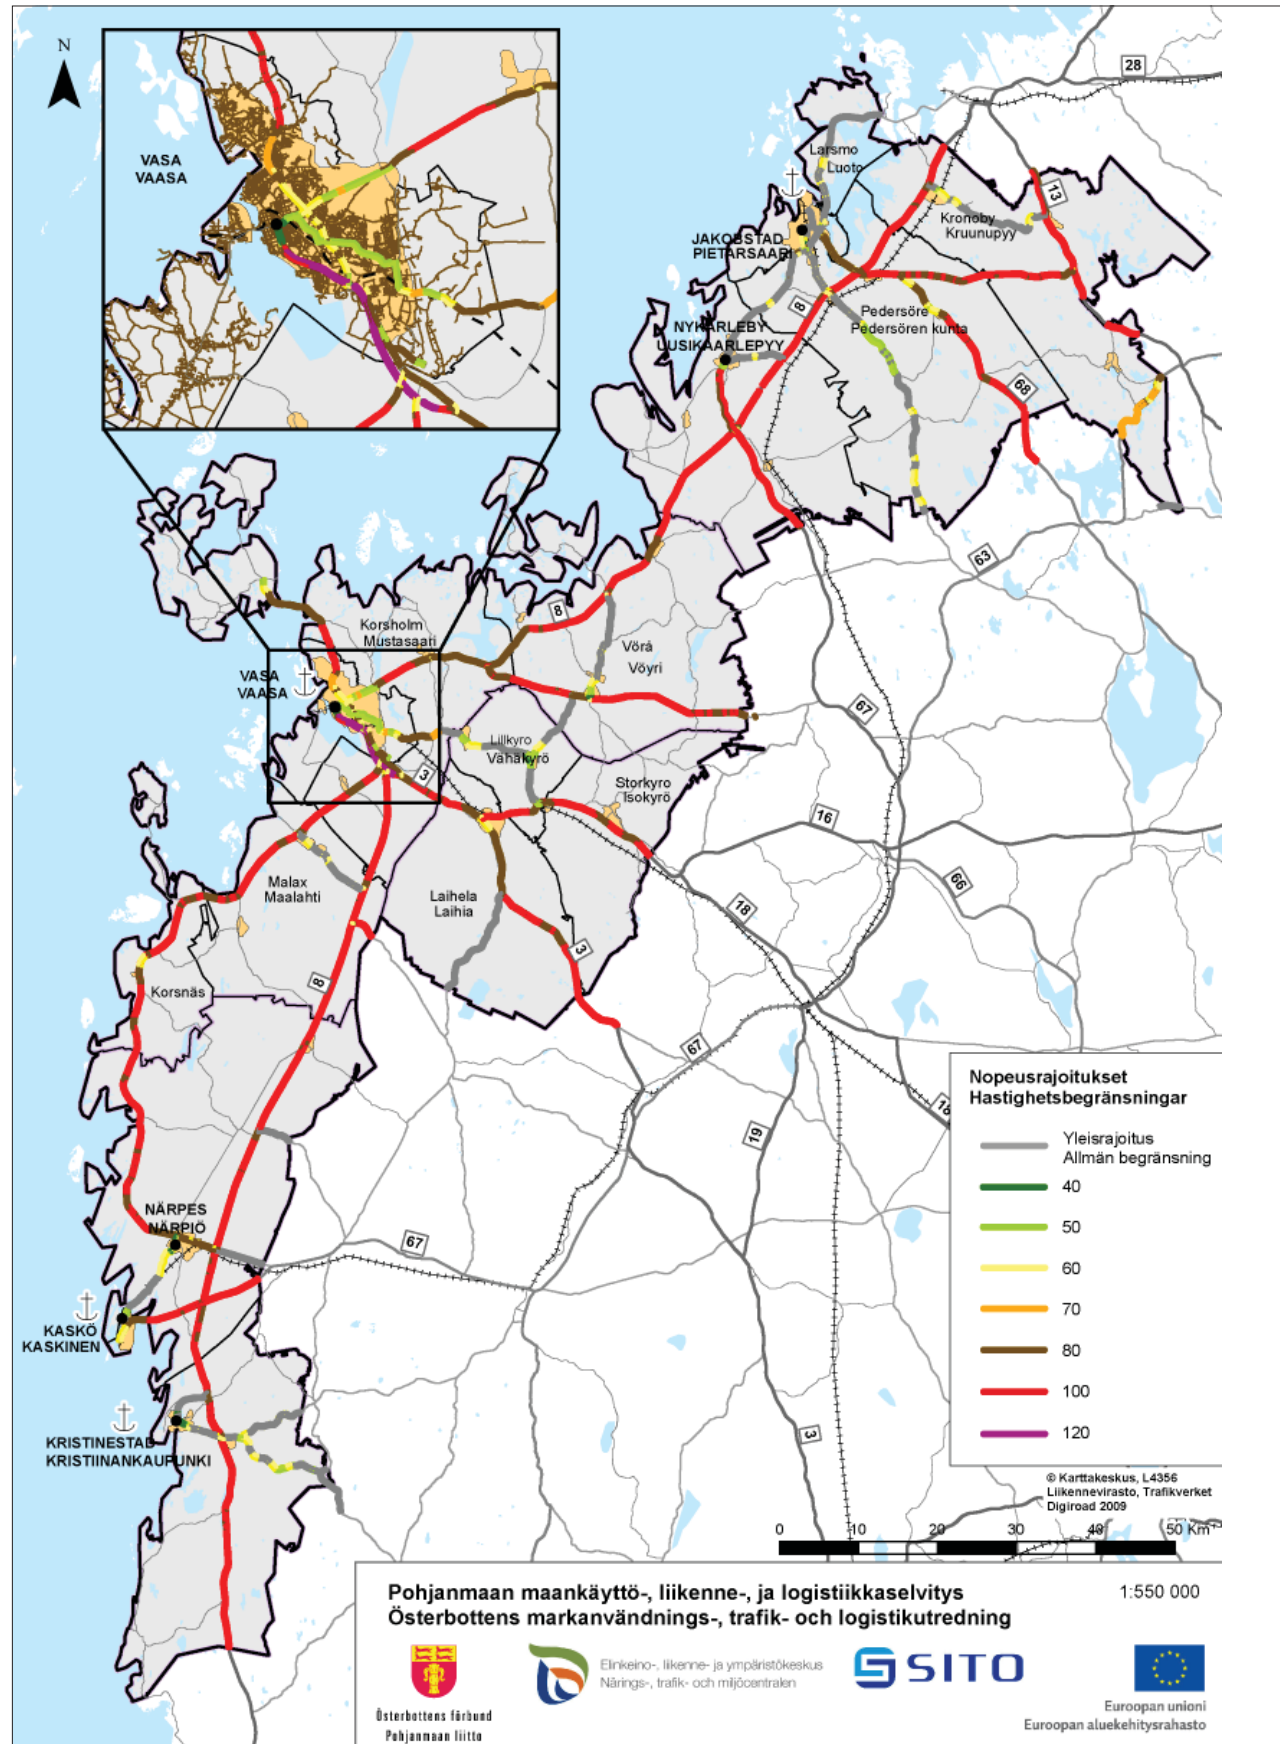 N
VASA
VAASA
28
Larsmo
Luoto
13
Kronoby
Kruunupyy
JAKOBSTAD
PIETARSAARI
8
Pedersöre
Pedersören kunta
NYKARLEBY
UUSIKAARLEPYY
68
63
8
Korsholm
Mustasaari
Vörå
Vöyri
VASA
VAASA
67
Lillkyro
Vähäkyrö
3
Storkyro
Isokyrö
16
66
Malax
Maalahti
Laihela
Laihia
18
3
8
Korsnäs
67
18
19
NÄRPES
NÄRPIÖ
67
KASKÖ
KASKINEN
KRISTINESTAD
KRISTIINANKAUPUNKI
3
Nopeusrajoitukset
Hastighetsbegränsningar
Yleisrajoitus
Allmän begränsning
40
50
60
70
80
100
120
© Karttakeskus, L4356
Liikennevirasto, Trafikverket
Digiroad 2009
0 10 20 30 40 50 Km
Pohjanmaan maankäyttö-, liikenne-, ja logistiikkaselvitys
1:550 000
Österbottens markanvändnings-, trafik- och logistikutredning
Elinkeino-, liikenne- ja ympäristökeskus
Närings-, trafik- och miljöcentralen
SITO
Österbottens förbund
Pohjanmaan liitto
Euroopan unioni
Euroopan aluekehitysrahasto